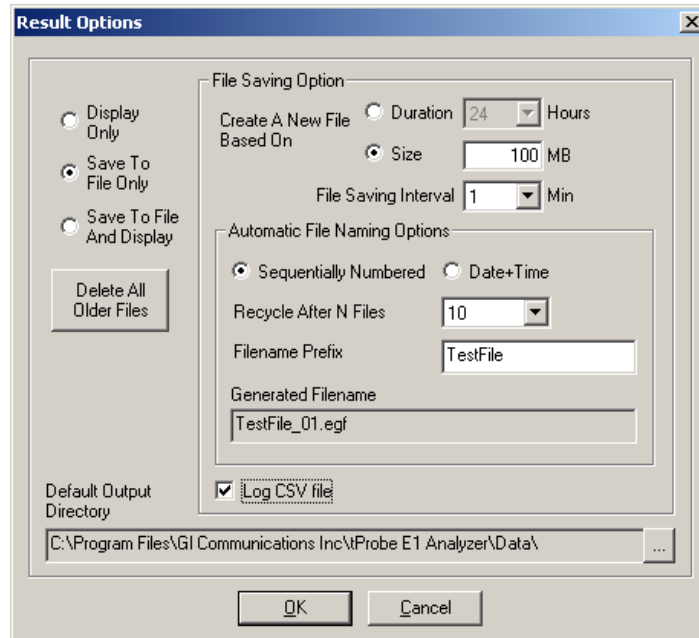 Result Options
Display
Only
Save To
File Only
Save To File
And Display
Delete All
Older Files
File Saving Option
Create A New File
Based On
Duration 24 Hours
Size 100 MB
File Saving Interval 1 Min
Automatic File Naming Options
Sequentially Numbered Date+Time
Recycle After N Files 10
Filename Prefix TestFile
Generated Filename
TestFile_01.egf
Log CSV file
Default Output
Directory
C:\Program Files\Gl Communications Inc\tProbe E1 Analyzer\Data\ ...
OK Cancel